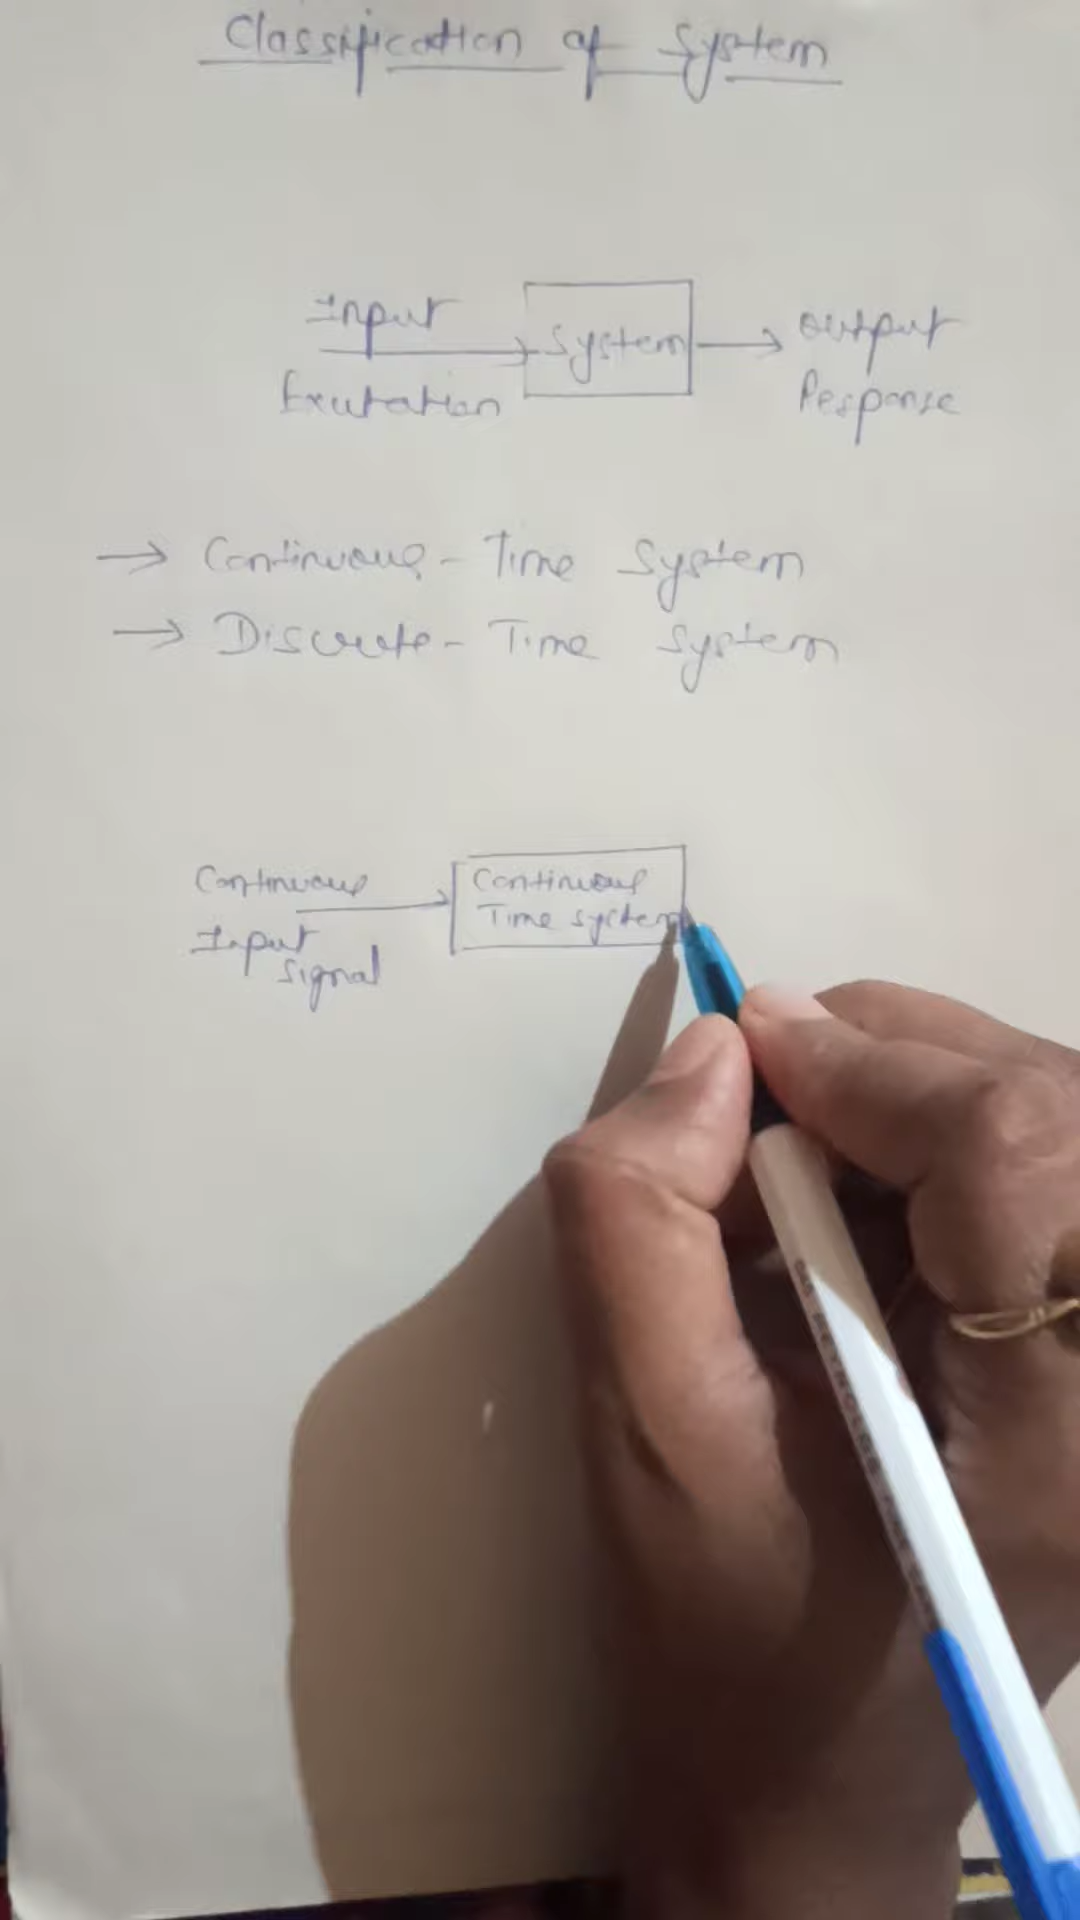 Classification of System
Input
System
Output
Excitation
Response
→ Continuous - Time System
→ Discrete - Time System
Continuous
Input
Signal
Continuous
Time system